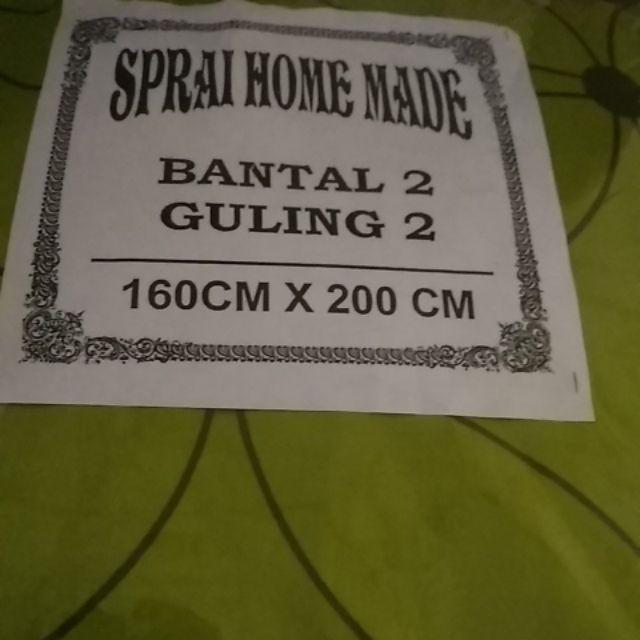 SPRAI HOME MADE
BANTAL 2
GULING 2
160CM X 200 CM